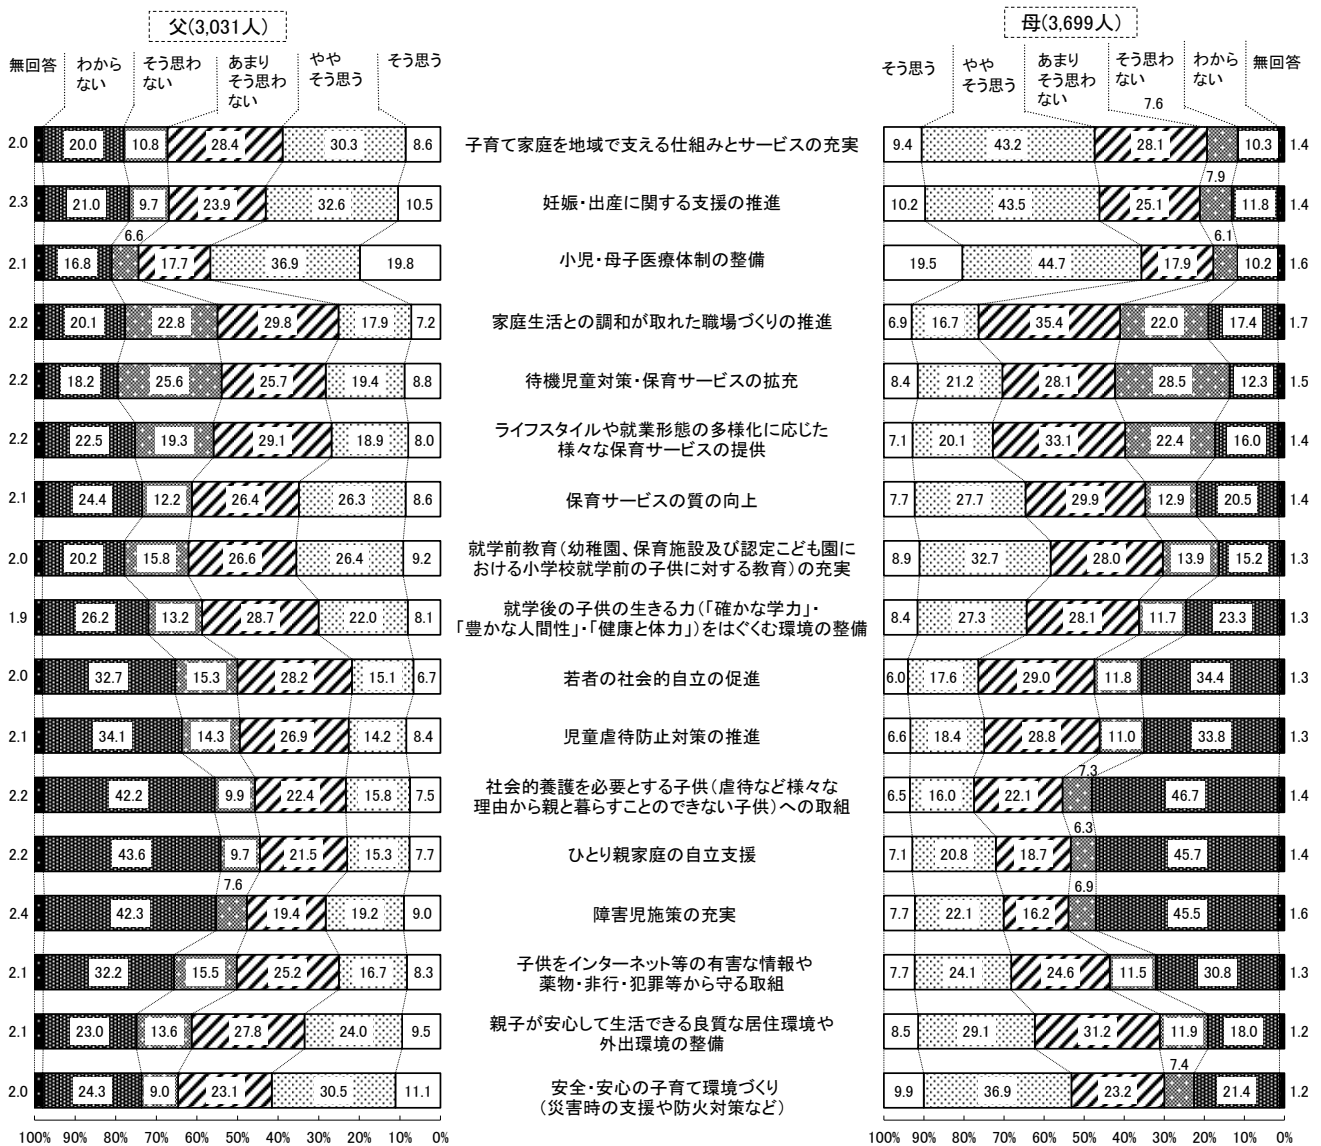 父(3,031人)
母(3,699人)
無回答
わから
ない
そう思わ
ない
あまり
そう思わ
ない
やや
そう思う
そう思う
そう思う
やや
そう思う
あまり
そう思わ
ない
そう思わ
ない
わから
ない
無回答
7.6
2.0 20.0 10.8 28.4 30.3 8.6 子育て家庭を地域で支える仕組みとサービスの充実 9.4 43.2 28.1 10.3 1.4
7.9
2.3 21.0 9.7 23.9 32.6 10.5 妊娠・出産に関する支援の推進 10.2 43.5 25.1 11.8 1.4
6.6 6.1
2.1 16.8 17.7 36.9 19.8 小児・母子医療体制の整備 19.5 44.7 17.9 10.2 1.6
2.2 20.1 22.8 29.8 17.9 7.2 家庭生活との調和が取れた職場づくりの推進 6.9 16.7 35.4 22.0 17.4 1.7
2.2 18.2 25.6 25.7 19.4 8.8 待機児童対策・保育サービスの拡充 8.4 21.2 28.1 28.5 12.3 1.5
ライフスタイルや就業形態の多様化に応じた
様々な保育サービスの提供
2.2 22.5 19.3 29.1 18.9 8.0 7.1 20.1 33.1 22.4 16.0 1.4
2.1 24.4 12.2 26.4 26.3 8.6 保育サービスの質の向上 7.7 27.7 29.9 12.9 20.5 1.4
就学前教育(幼稚園、保育施設及び認定こども園に
おける小学校就学前の子供に対する教育)の充実
2.0 20.2 15.8 26.6 26.4 9.2 8.9 32.7 28.0 13.9 15.2 1.3
就学後の子供の生きる力(「確かな学力」・
「豊かな人間性」・「健康と体力」)をはぐくむ環境の整備
1.9 26.2 13.2 28.7 22.0 8.1 8.4 27.3 28.1 11.7 23.3 1.3
2.0 32.7 15.3 28.2 15.1 6.7 若者の社会的自立の促進 6.0 17.6 29.0 11.8 34.4 1.3
2.1 34.1 14.3 26.9 14.2 8.4 児童虐待防止対策の推進 6.6 18.4 28.8 11.0 33.8 1.3
7.3
社会的養護を必要とする子供(虐待など様々な
理由から親と暮らすことのできない子供)への取組
2.2 42.2 9.9 22.4 15.8 7.5 6.5 16.0 22.1 46.7 1.4
6.3
2.2 43.6 9.7 21.5 15.3 7.7 ひとり親家庭の自立支援 7.1 20.8 18.7 45.7 1.4
7.6 6.9
2.4 42.3 19.4 19.2 9.0 障害児施策の充実 7.7 22.1 16.2 45.5 1.6
子供をインターネット等の有害な情報や
薬物・非行・犯罪等から守る取組
2.1 32.2 15.5 25.2 16.7 8.3 7.7 24.1 24.6 11.5 30.8 1.3
親子が安心して生活できる良質な居住環境や
外出環境の整備
2.1 23.0 13.6 27.8 24.0 9.5 8.5 29.1 31.2 11.9 18.0 1.2
7.4
安全・安心の子育て環境づくり
(災害時の支援や防火対策など)
2.0 24.3 9.0 23.1 30.5 11.1 9.9 36.9 23.2 21.4 1.2
100% 90% 80% 70% 60% 50% 40% 30% 20% 10% 0%
100% 90% 80% 70% 60% 50% 40% 30% 20% 10% 0%